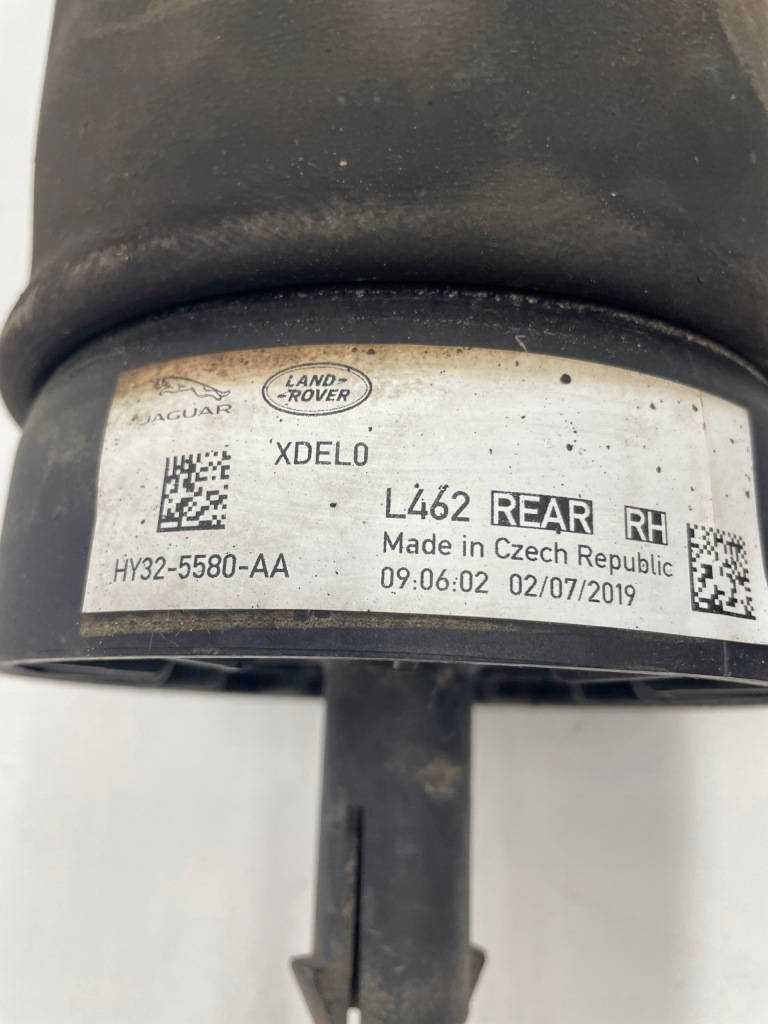 JAGUAR
LAND-
-ROVER
XDEL0
L462 REAR RH
HY32-5580-AA
Made in Czech Republic
09:06:02 02/07/2019